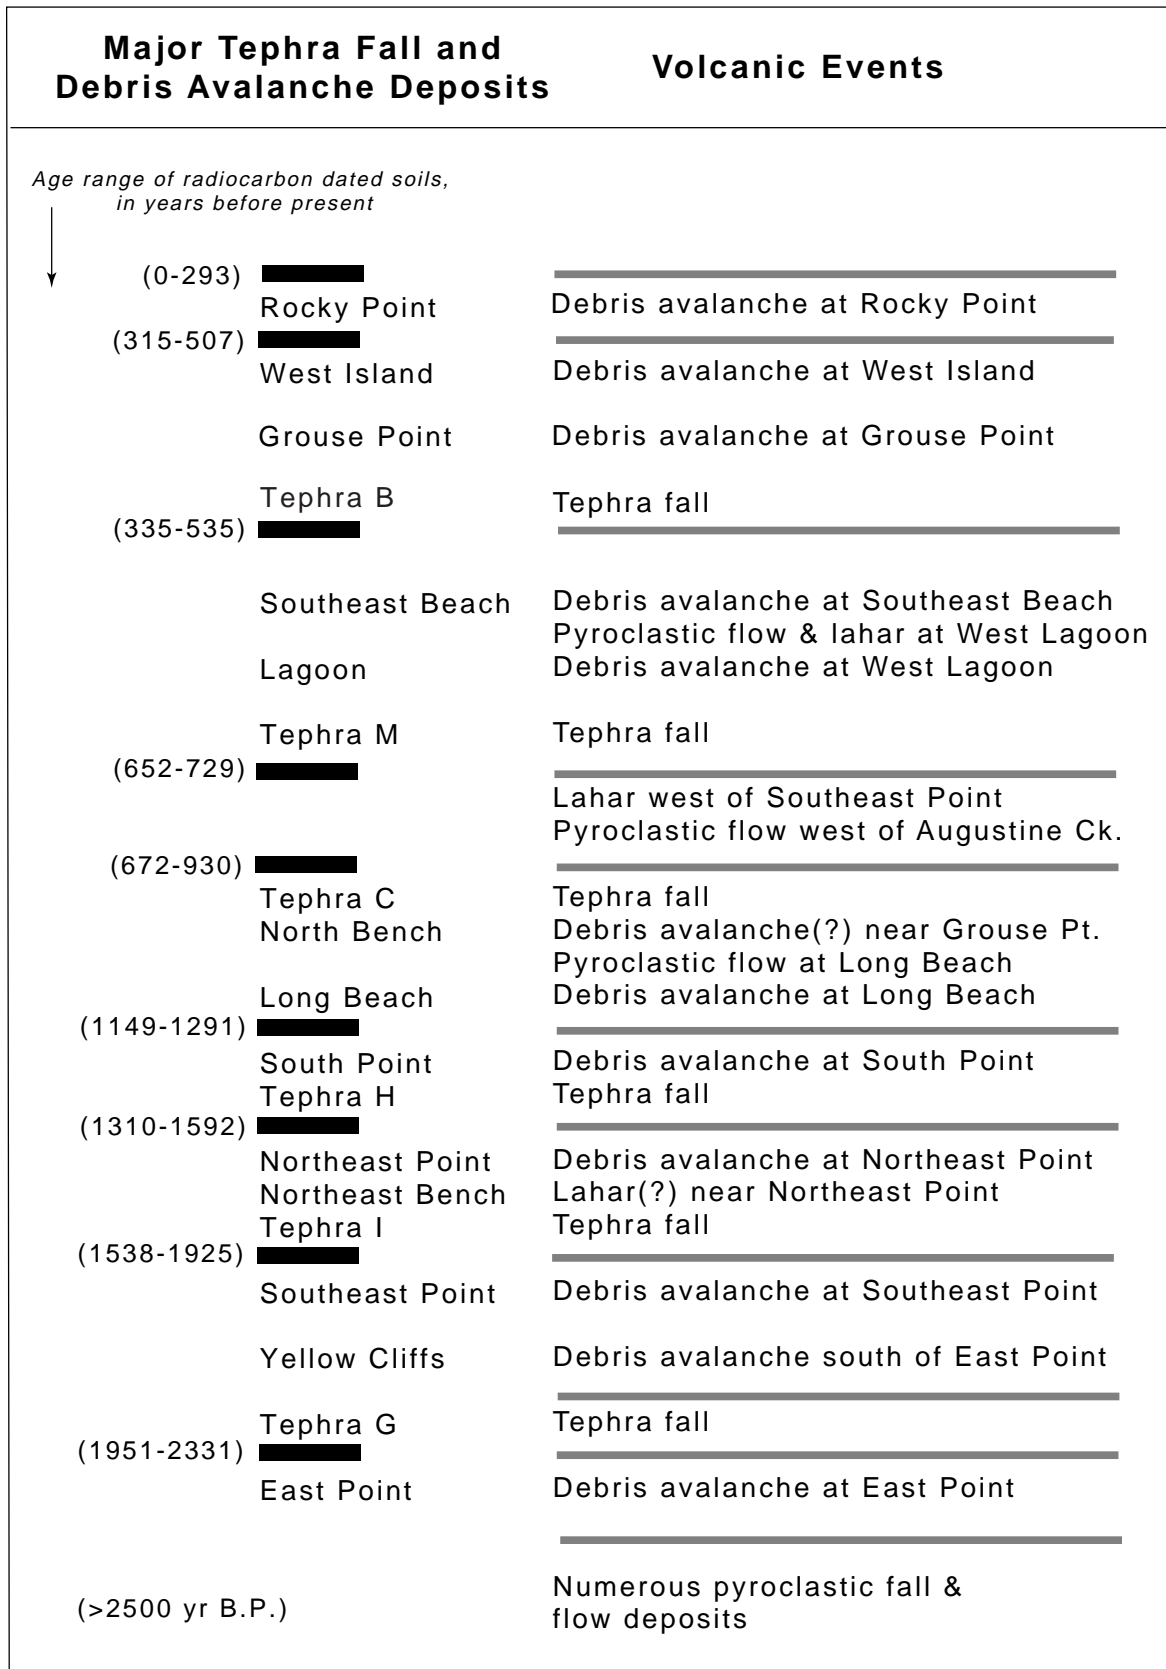 Major Tephra Fall and
Debris Avalanche Deposits
Volcanic Events
Age range of radiocarbon dated soils,
in years before present
(0-293)
Rocky Point Debris avalanche at Rocky Point
(315-507)
West Island Debris avalanche at West Island
Grouse Point Debris avalanche at Grouse Point
Tephra B Tephra fall
(335-535)
Southeast Beach Debris avalanche at Southeast Beach
Pyroclastic flow & lahar at West Lagoon
Lagoon Debris avalanche at West Lagoon
Tephra M Tephra fall
(652-729)
Lahar west of Southeast Point
Pyroclastic flow west of Augustine Ck.
(672-930)
Tephra C Tephra fall
North Bench Debris avalanche(?) near Grouse Pt.
Pyroclastic flow at Long Beach
Long Beach Debris avalanche at Long Beach
(1149-1291)
South Point Debris avalanche at South Point
Tephra H Tephra fall
(1310-1592)
Northeast Point Debris avalanche at Northeast Point
Northeast Bench Lahar(?) near Northeast Point
Tephra I Tephra fall
(1538-1925)
Southeast Point Debris avalanche at Southeast Point
Yellow Cliffs Debris avalanche south of East Point
Tephra G Tephra fall
(1951-2331)
East Point Debris avalanche at East Point
(>2500 yr B.P.)
Numerous pyroclastic fall &
flow deposits